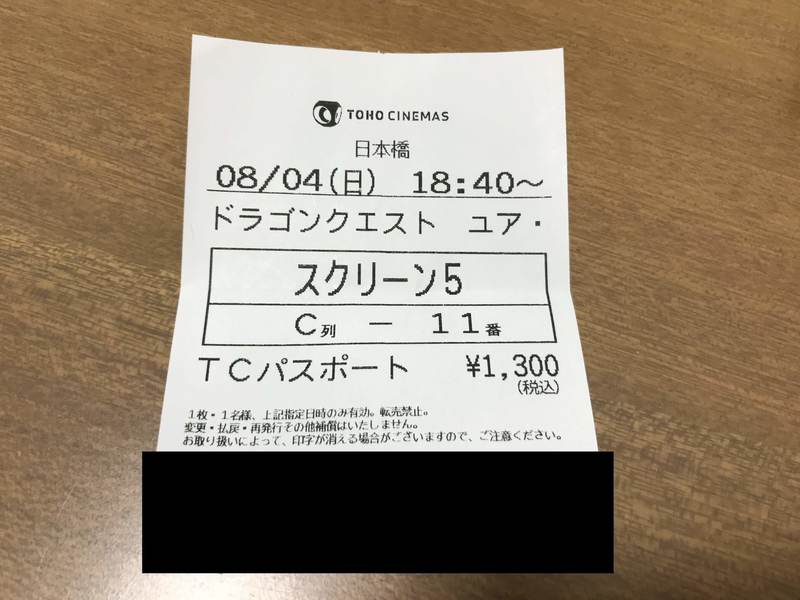 TOHO CINEMAS
日本橋
08/04(日) 18:40～
ドラゴンクエスト ユア・
スクリーン5
C列 － 11番
TCパスポート ¥1,300
(税込)
1枚・1名様、上記指定日時のみ有効。転売禁止。
変更・払戻・再発行その他補償はいたしません。
お取り扱いによって、印字が消える場合がございますので、ご注意ください。